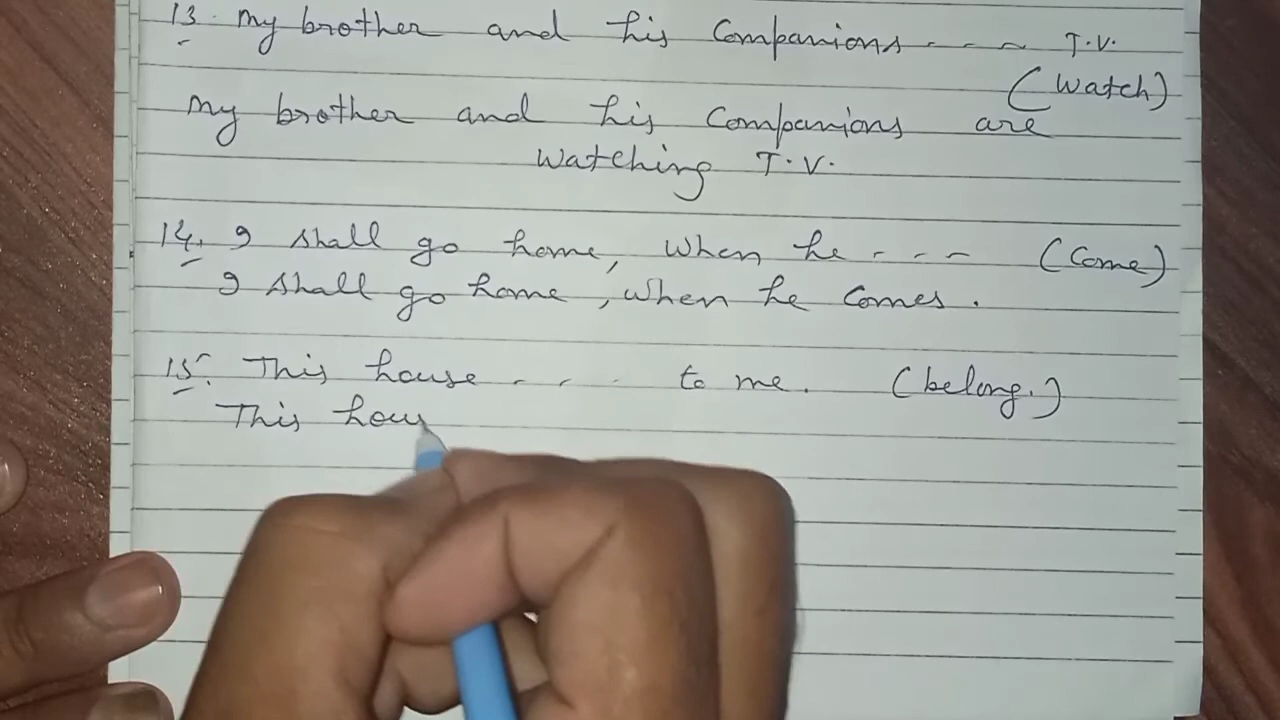 13. My brother and his Companions - - - T.V.
(Watch)
My brother and his Companions are
Watching T.V.
14. I shall go home, When he - - - (Come)
I shall go home, When he Comes.
15. This house - - - to me. (belong.)
This hous